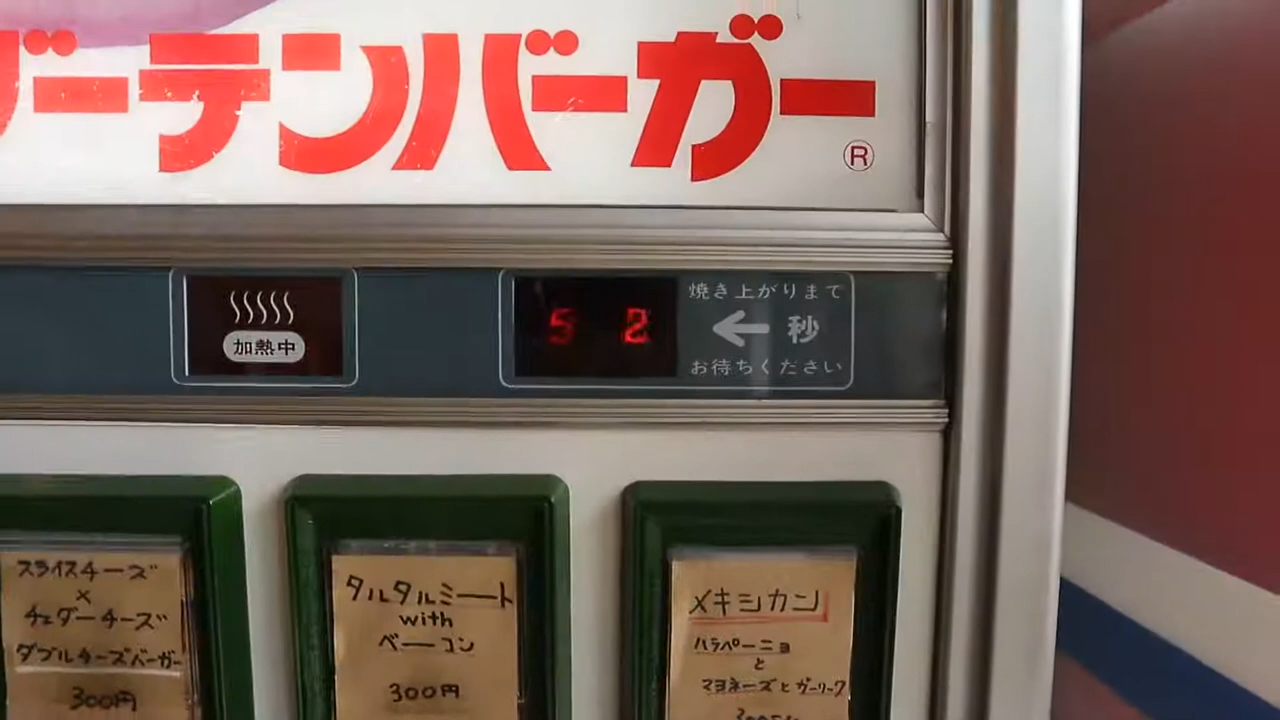 ーテンバーガー
®
加熱中
5 2
焼き上がりまで
← 秒
お待ちください
スライスチーズ
×
チェダーチーズ
ダブルチーズバーガー
300円
タルタルミート
with
ベーコン
300円
メキシカン
ハラペーニョ
と
マヨネーズとガーリック